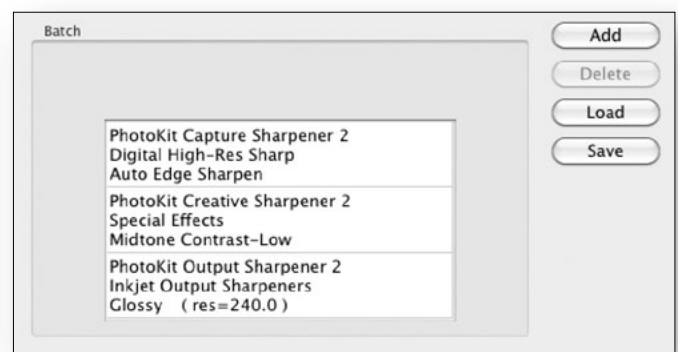 Batch
Add
Delete
Load
Save
PhotoKit Capture Sharpener 2
Digital High-Res Sharp
Auto Edge Sharpen
PhotoKit Creative Sharpener 2
Special Effects
Midtone Contrast-Low
PhotoKit Output Sharpener 2
Inkjet Output Sharpeners
Glossy ( res=240.0 )